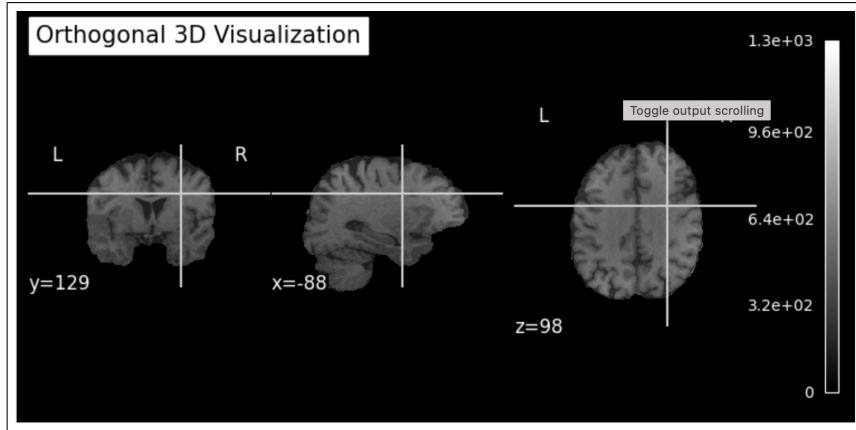 Orthogonal 3D Visualization
L R
y=129
x=-88
L
Toggle output scrolling
z=98
1.3e+03
9.6e+02
6.4e+02
3.2e+02
0